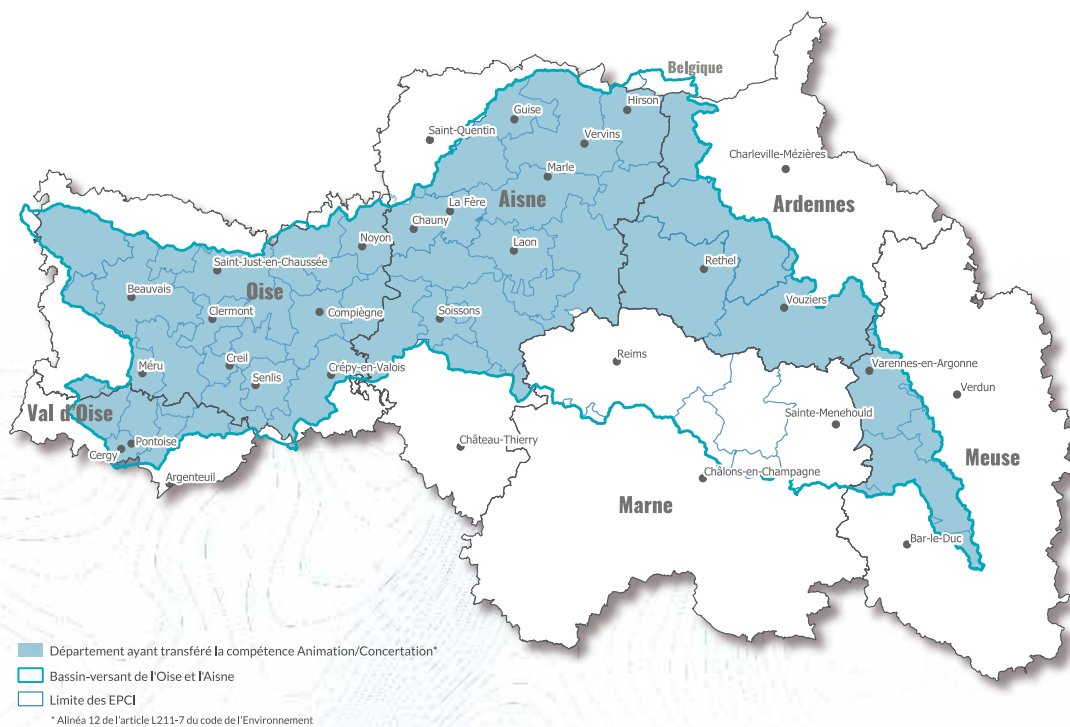 Belgique
Hirson
Guise
Saint-Quentin
Vervins
Charleville-Mézières
Marle
Aisne
La Fère
Ardennes
Chauny
Noyon
Laon
Saint-Just-en-Chaussée
Rethel
Oise
Beauvais
Vouziers
Clermont
Compiègne
Soissons
Reims
Creil
Méru
Crépy-en-Valois
Varennes-en-Argonne
Senlis
Verdun
Val d'Oise
Sainte-Menehould
Pontoise
Château-Thierry
Cergy
Meuse
Argenteuil
Châlons-en-Champagne
Marne
Bar-le-Duc
Département ayant transféré la compétence Animation/Concertation*
Bassin-versant de l'Oise et l'Aisne
Limite des EPCI
* Alinéa 12 de l'article L211-7 du code de l'Environnement